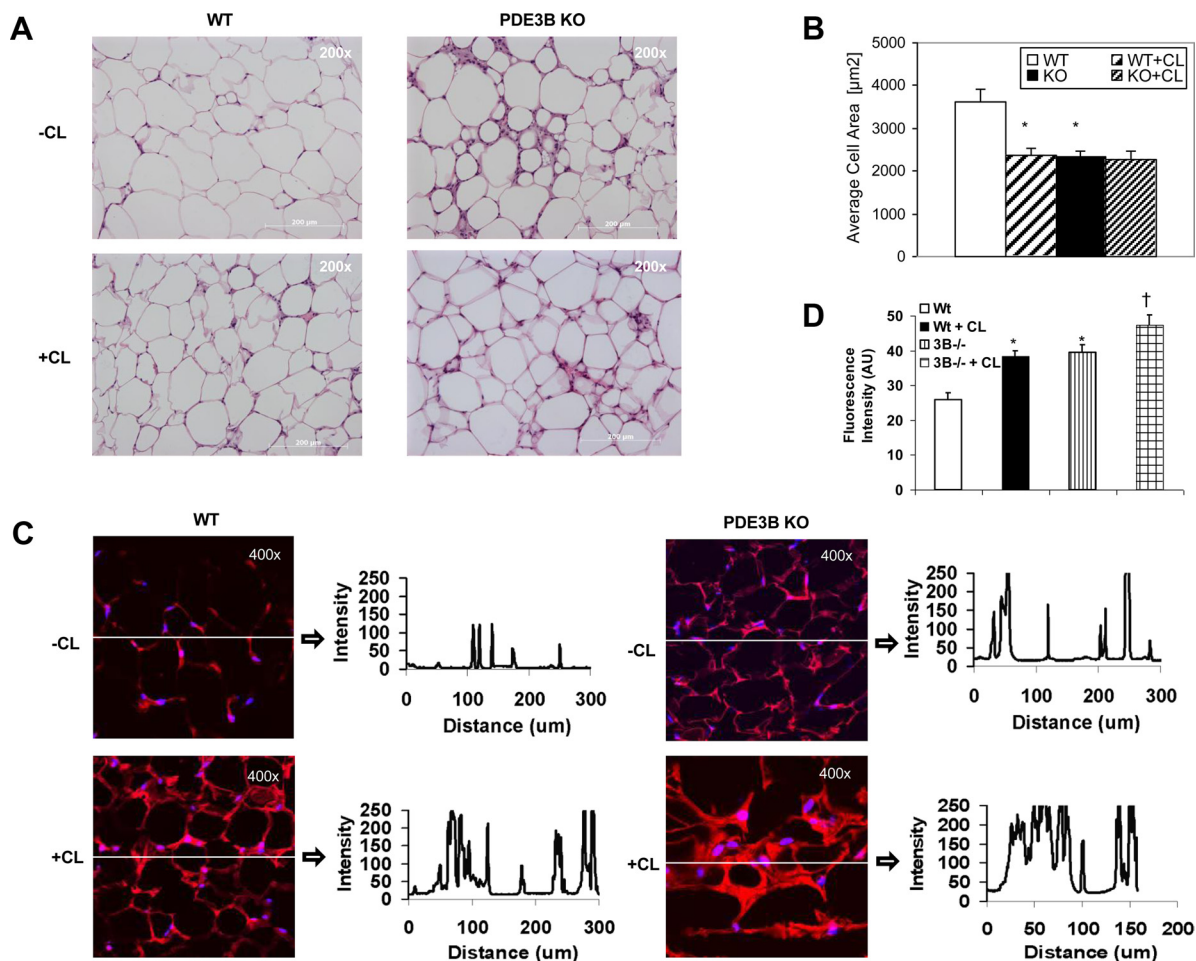 A
WT
PDE3B KO
-CL
200x
200 µm
200x
200 µm
+CL
200x
200 µm
200x
200 µm
B
Average Cell Area [µm2]
5000
4000
3000
2000
1000
0
WT
WT+CL
KO
KO+CL
*
*
D
Fluorescence
Intensity (AU)
50
40
30
20
10
0
Wt
Wt + CL
3B-/-
3B-/- + CL
*
*
†
C
WT
PDE3B KO
-CL
400x
Intensity
250
200
150
100
50
0
0 100 200 300
Distance (um)
-CL
400x
Intensity
250
200
150
100
50
0
0 100 200 300
Distance (um)
+CL
400x
Intensity
250
200
150
100
50
0
0 100 200 300
Distance (um)
+CL
400x
Intensity
250
200
150
100
50
0
0 50 100 150 200
Distance (um)